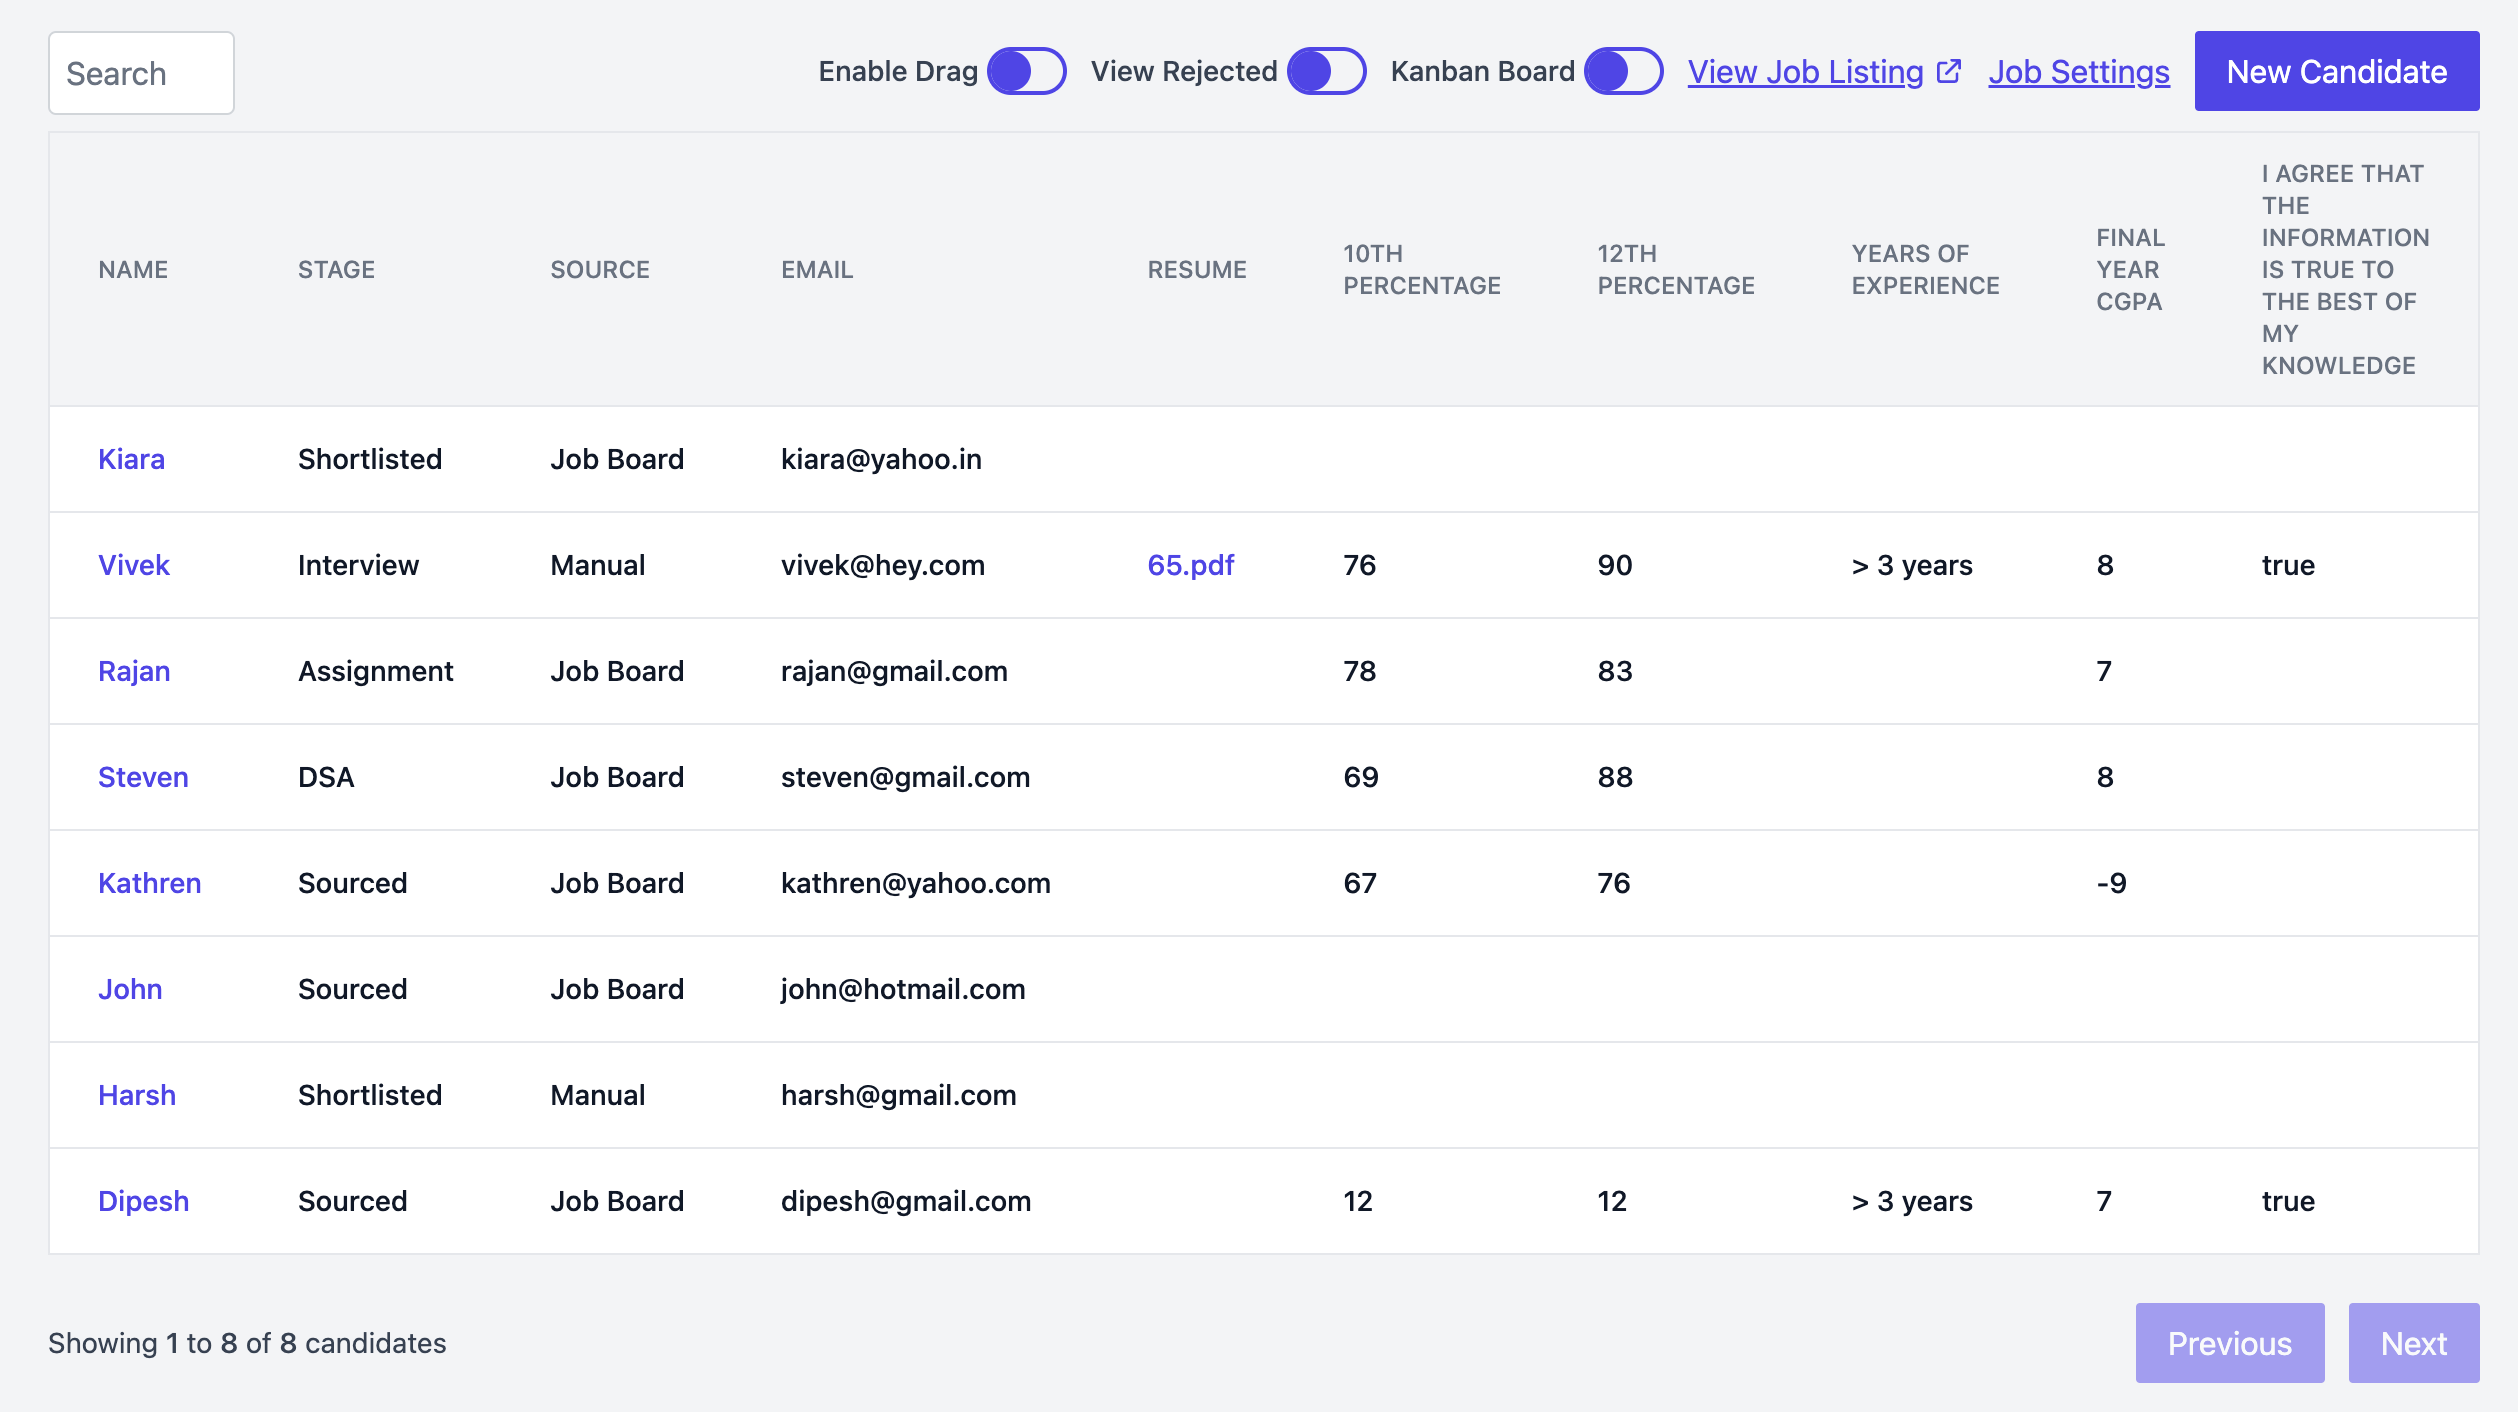 Search Enable Drag View Rejected Kanban Board View Job Listing Job Settings New Candidate
NAME STAGE SOURCE EMAIL RESUME 10TH PERCENTAGE 12TH PERCENTAGE YEARS OF EXPERIENCE FINAL YEAR CGPA I AGREE THAT THE INFORMATION IS TRUE TO THE BEST OF MY KNOWLEDGE
Kiara Shortlisted Job Board kiara@yahoo.in
Vivek Interview Manual vivek@hey.com 65.pdf 76 90 > 3 years 8 true
Rajan Assignment Job Board rajan@gmail.com 78 83 7
Steven DSA Job Board steven@gmail.com 69 88 8
Kathren Sourced Job Board kathren@yahoo.com 67 76 -9
John Sourced Job Board john@hotmail.com
Harsh Shortlisted Manual harsh@gmail.com
Dipesh Sourced Job Board dipesh@gmail.com 12 12 > 3 years 7 true
Showing 1 to 8 of 8 candidates Previous Next